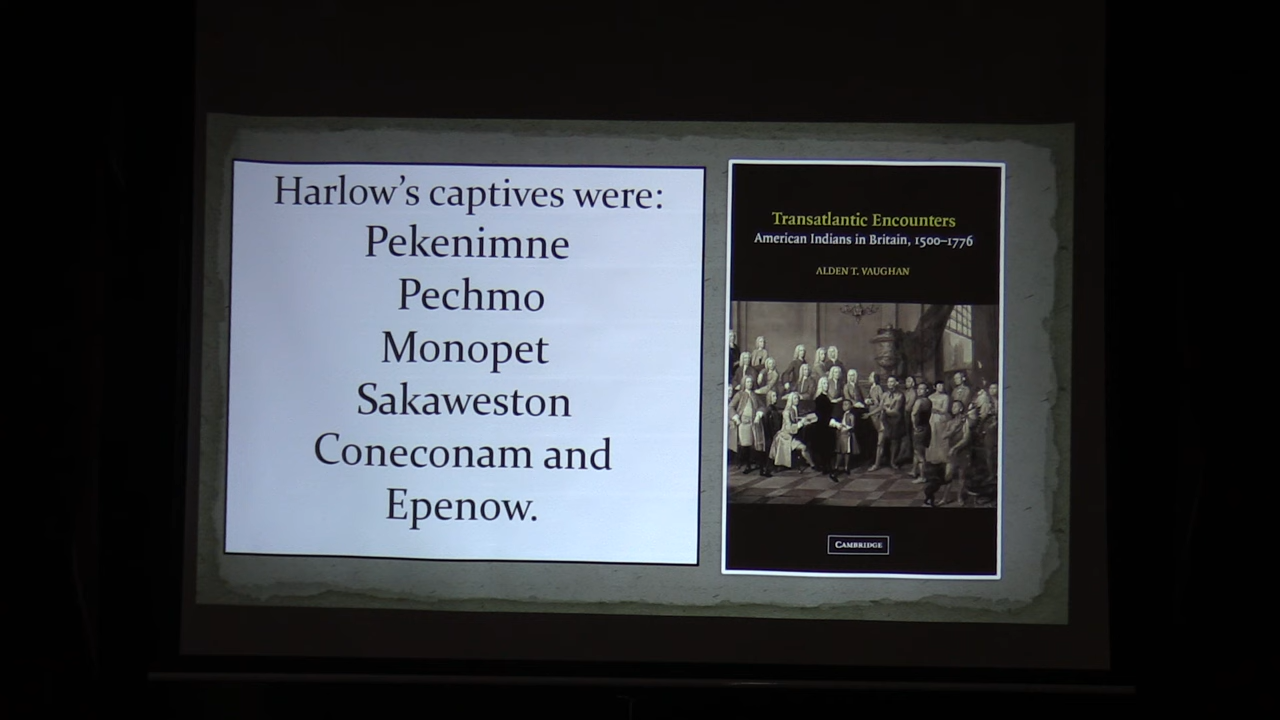 Harlow's captives were:
Pekenimne
Pechmo
Monopet
Sakaweston
Coneconam and
Epenow.
Transatlantic Encounters
American Indians in Britain, 1500–1776
ALDEN T. VAUGHAN
CAMBRIDGE